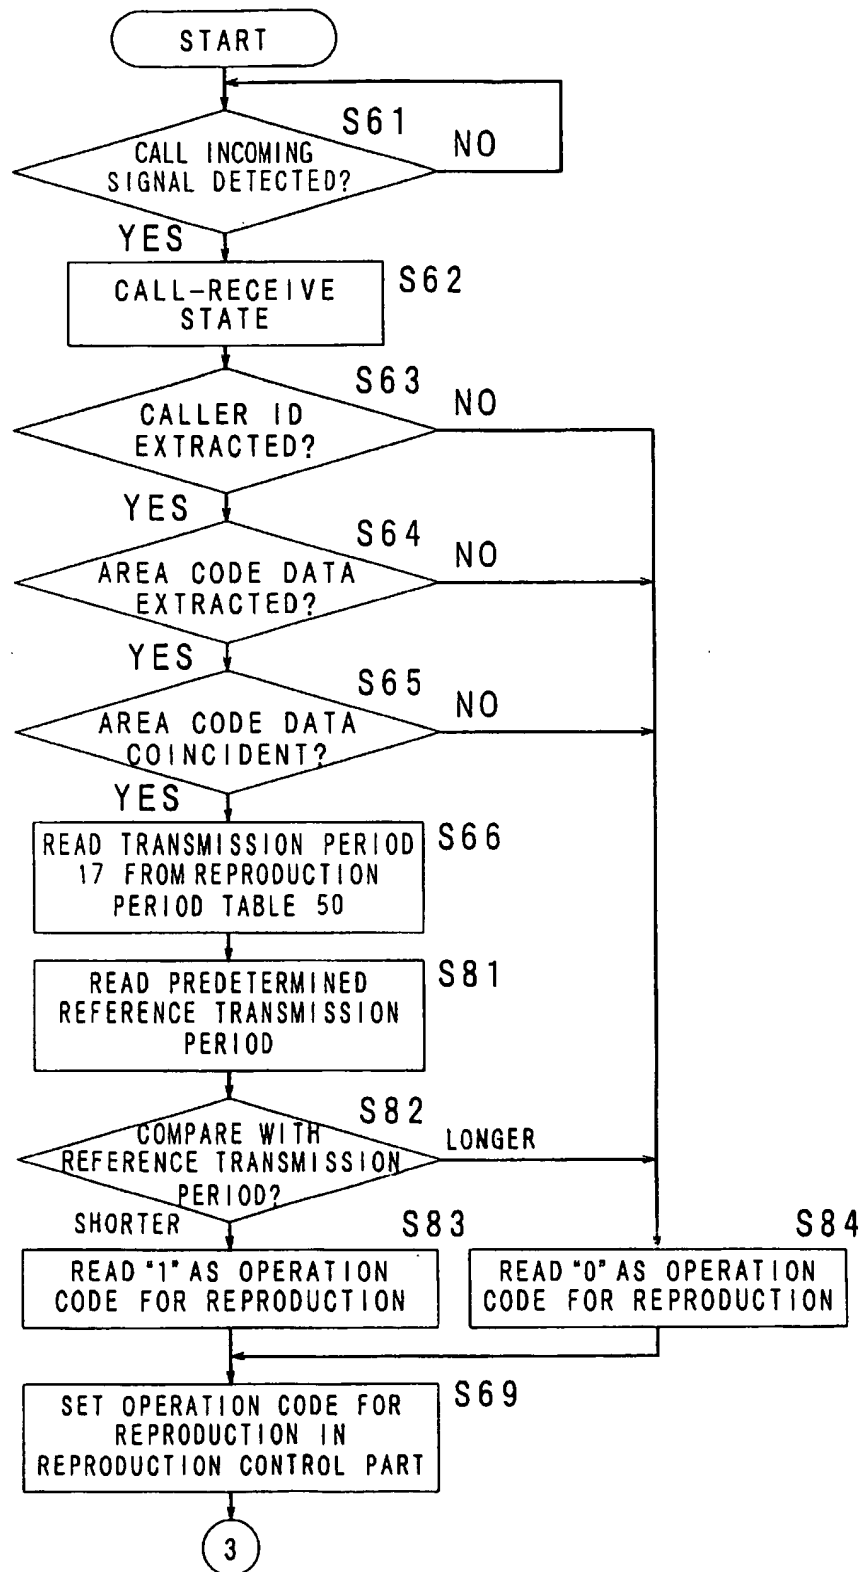 START
S61
CALL INCOMING
SIGNAL DETECTED?
NO
YES
CALL-RECEIVE
STATE
S62
S63
CALLER ID
EXTRACTED?
NO
YES
S64
AREA CODE DATA
EXTRACTED?
NO
YES
S65
AREA CODE DATA
COINCIDENT?
NO
YES
READ TRANSMISSION PERIOD
17 FROM REPRODUCTION
PERIOD TABLE 50
S66
READ PREDETERMINED
REFERENCE TRANSMISSION
PERIOD
S81
S82
COMPARE WITH
REFERENCE TRANSMISSION
PERIOD?
LONGER
SHORTER
S83
READ "1" AS OPERATION
CODE FOR REPRODUCTION
S84
READ "0" AS OPERATION
CODE FOR REPRODUCTION
SET OPERATION CODE FOR
REPRODUCTION IN
REPRODUCTION CONTROL PART
S69
3